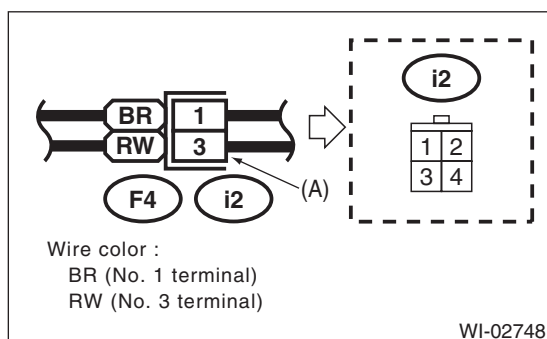 i2
BR 1
RW 3
1 2
3 4
F4 i2 (A)
Wire color :
BR (No. 1 terminal)
RW (No. 3 terminal)
WI-02748